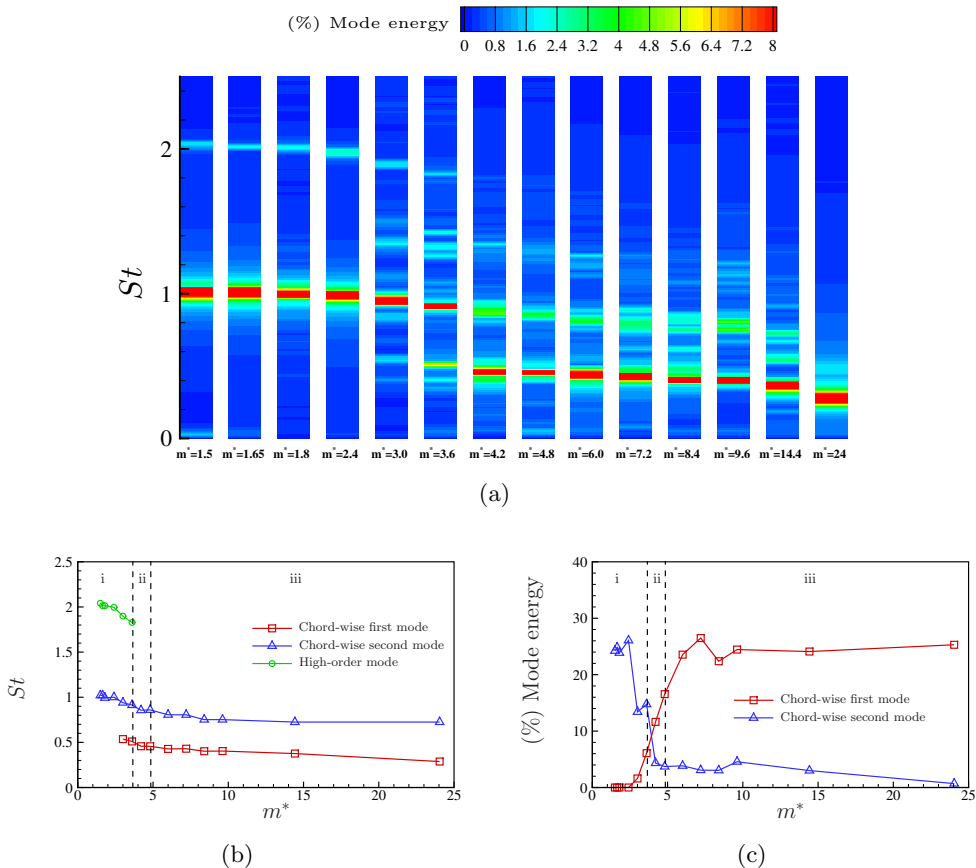 (%) Mode energy
0 0.8 1.6 2.4 3.2 4 4.8 5.6 6.4 7.2 8
St
2
1
0
m*=1.5 m*=1.65 m*=1.8 m*=2.4 m*=3.0 m*=3.6 m*=4.2 m*=4.8 m*=6.0 m*=7.2 m*=8.4 m*=9.6 m*=14.4 m*=24
(a)
St
2.5
2
1.5
1
0.5
0
i ii iii
Chord-wise first mode
Chord-wise second mode
High-order mode
0 5 10 15 20 25
m*
(b)
(%) Mode energy
40
30
20
10
0
i ii iii
Chord-wise first mode
Chord-wise second mode
0 5 10 15 20 25
m*
(c)